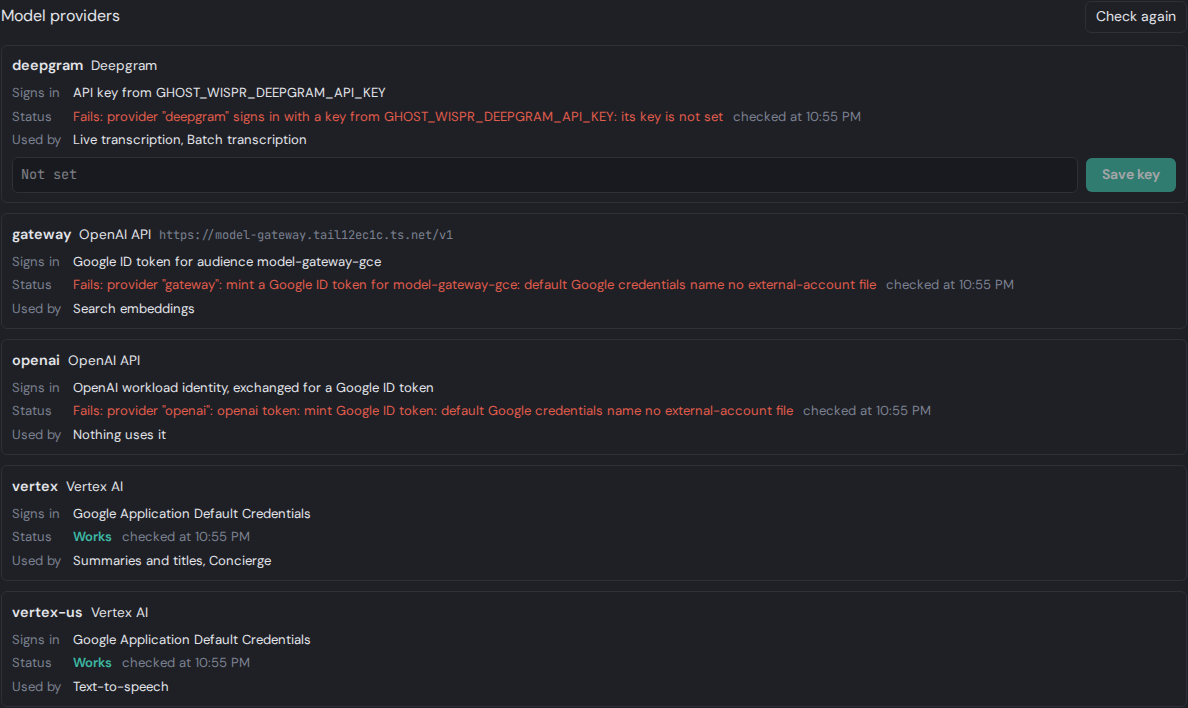 Model providers
Check again
deepgram Deepgram
Signs in API key from GHOST_WISPR_DEEPGRAM_API_KEY
Status Fails: provider "deepgram" signs in with a key from GHOST_WISPR_DEEPGRAM_API_KEY: its key is not set checked at 10:55 PM
Used by Live transcription, Batch transcription
Not set
Save key
gateway OpenAI API https://model-gateway.tail12ec1c.ts.net/v1
Signs in Google ID token for audience model-gateway-gce
Status Fails: provider "gateway": mint a Google ID token for model-gateway-gce: default Google credentials name no external-account file checked at 10:55 PM
Used by Search embeddings
openai OpenAI API
Signs in OpenAI workload identity, exchanged for a Google ID token
Status Fails: provider "openai": openai token: mint Google ID token: default Google credentials name no external-account file checked at 10:55 PM
Used by Nothing uses it
vertex Vertex AI
Signs in Google Application Default Credentials
Status Works checked at 10:55 PM
Used by Summaries and titles, Concierge
vertex-us Vertex AI
Signs in Google Application Default Credentials
Status Works checked at 10:55 PM
Used by Text-to-speech